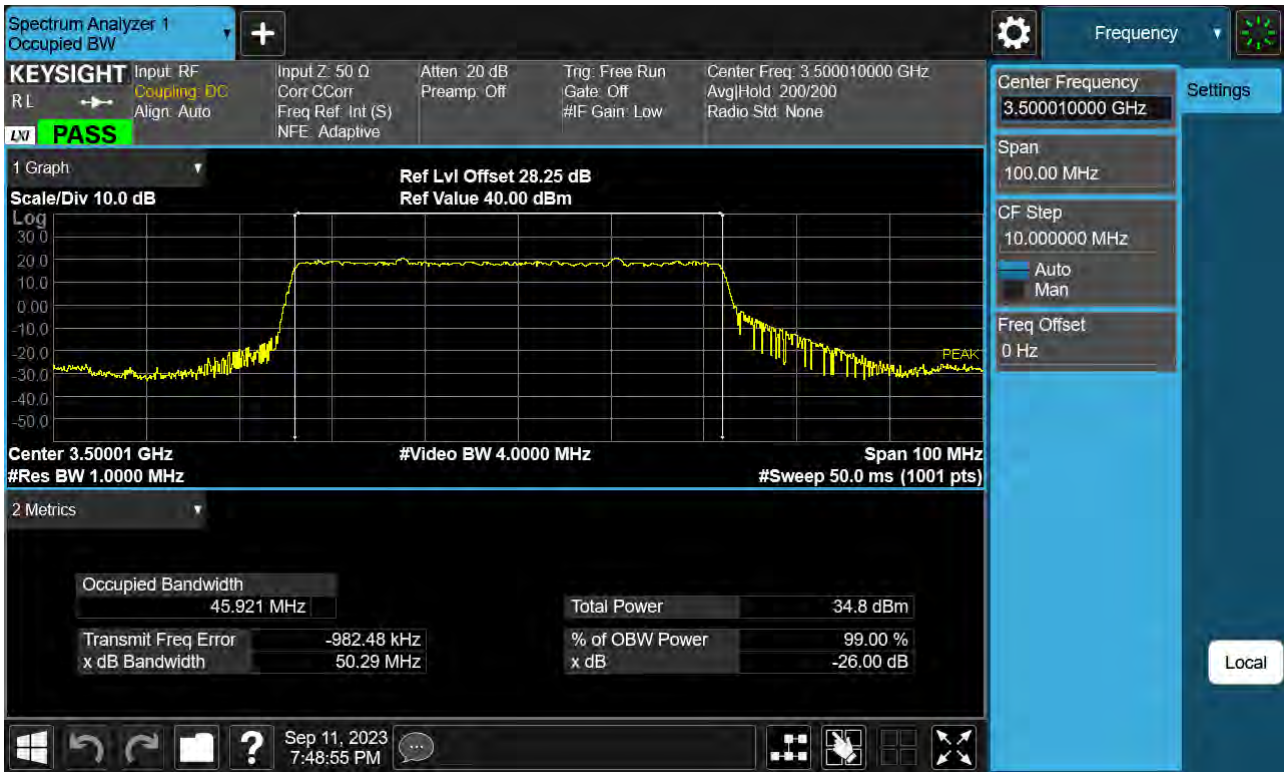 Spectrum Analyzer 1
Occupied BW
+
Frequency
KEYSIGHT
RL
LXI PASS
Input: RF
Coupling: DC
Align: Auto
Input Z: 50 Ω
Corr CCorr
Freq Ref: Int (S)
NFE: Adaptive
Atten: 20 dB
Preamp: Off
Trig: Free Run
Gate: Off
#IF Gain: Low
Center Freq: 3.500010000 GHz
Avg|Hold: 200/200
Radio Std: None
1 Graph
Scale/Div 10.0 dB
Ref Lvl Offset 28.25 dB
Ref Value 40.00 dBm
Log
30.0
20.0
10.0
0.00
-10.0
-20.0
-30.0
-40.0
-50.0
PEAK
Center 3.50001 GHz
#Res BW 1.0000 MHz
#Video BW 4.0000 MHz
Span 100 MHz
#Sweep 50.0 ms (1001 pts)
2 Metrics
Occupied Bandwidth
45.921 MHz
Transmit Freq Error -982.48 kHz
x dB Bandwidth 50.29 MHz
Total Power 34.8 dBm
% of OBW Power 99.00 %
x dB -26.00 dB
Center Frequency
3.500010000 GHz
Span
100.00 MHz
CF Step
10.000000 MHz
Auto
Man
Freq Offset
0 Hz
Settings
Local
?
Sep 11, 2023
7:48:55 PM